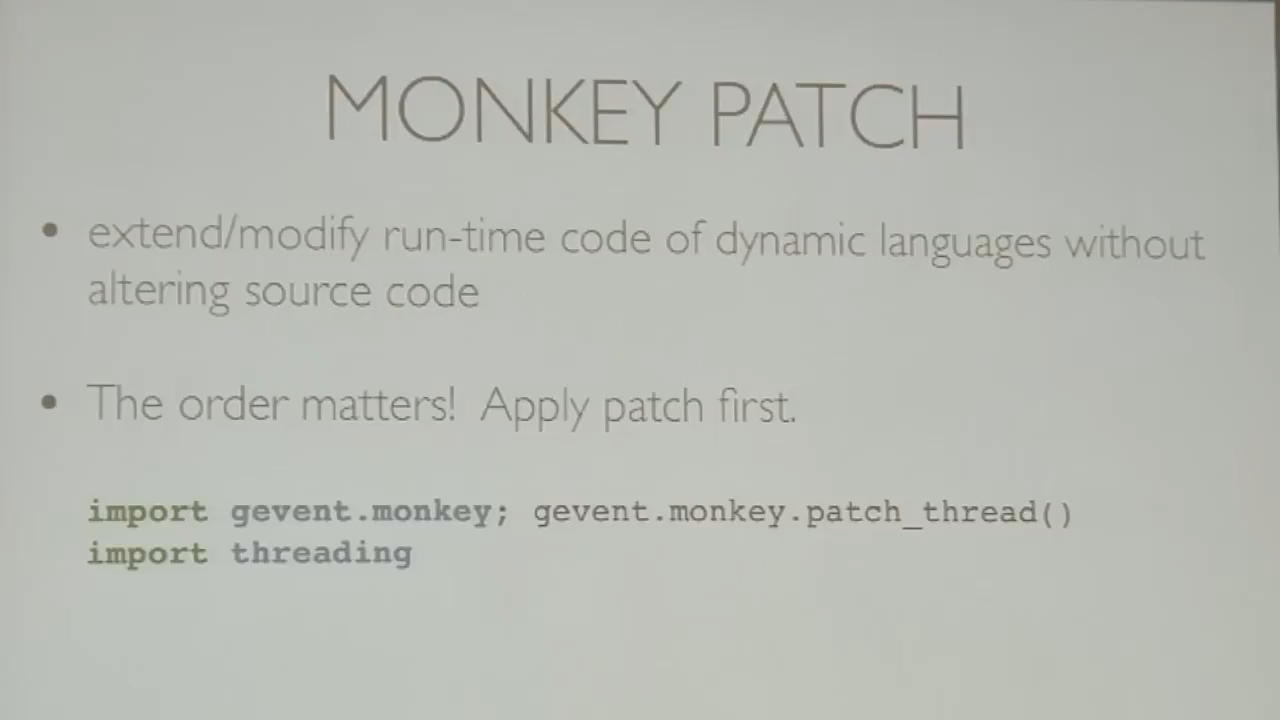 MONKEY PATCH
• extend/modify run-time code of dynamic languages without
altering source code
• The order matters! Apply patch first.
import gevent.monkey; gevent.monkey.patch_thread()
import threading